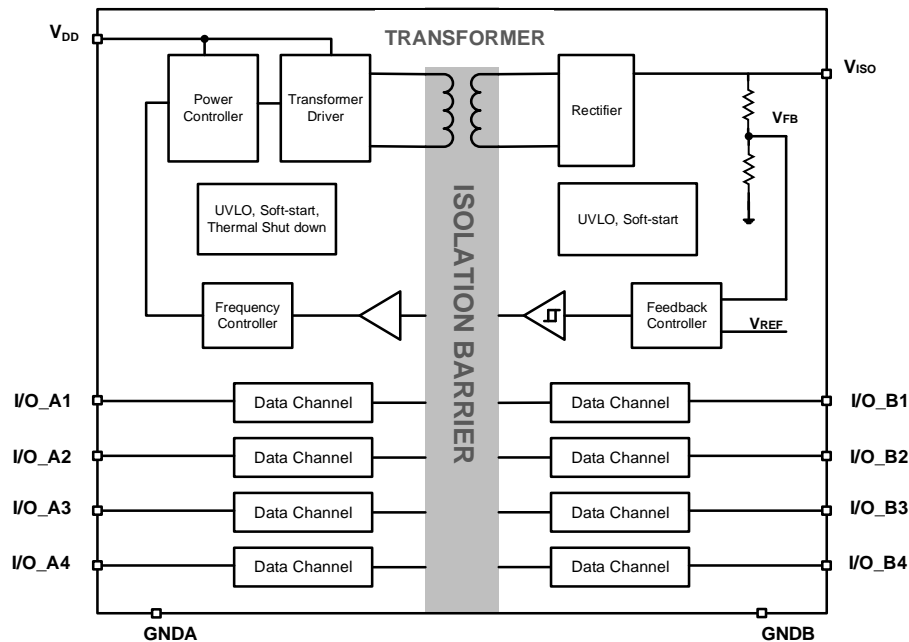 VDD
TRANSFORMER
VISO
Power
Controller
Transformer
Driver
Rectifier
VFB
UVLO, Soft-start,
Thermal Shut down
UVLO, Soft-start
ISOLATION BARRIER
Frequency
Controller
Feedback
Controller
VREF
I/O_A1
Data Channel
Data Channel
I/O_B1
I/O_A2
Data Channel
Data Channel
I/O_B2
I/O_A3
Data Channel
Data Channel
I/O_B3
I/O_A4
Data Channel
Data Channel
I/O_B4
GNDA
GNDB